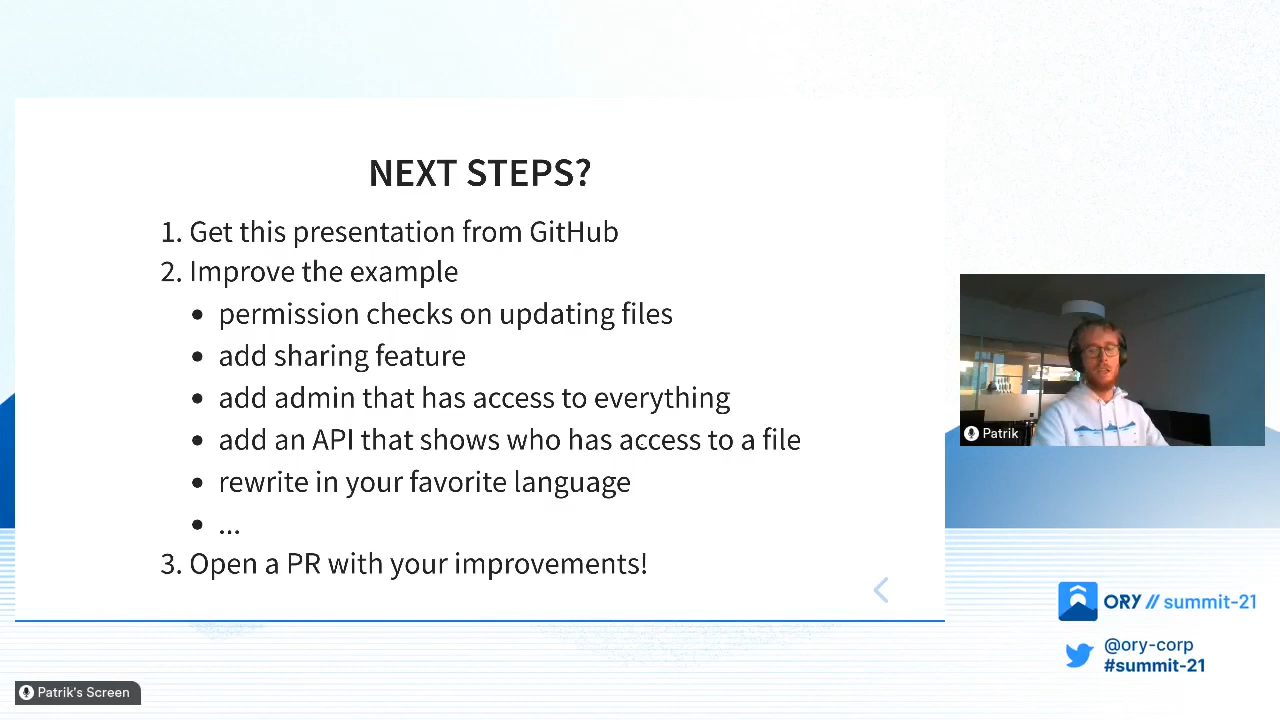 NEXT STEPS?
1. Get this presentation from GitHub
2. Improve the example
• permission checks on updating files
• add sharing feature
• add admin that has access to everything
• add an API that shows who has access to a file
• rewrite in your favorite language
• ...
3. Open a PR with your improvements!
Patrik
ORY // summit-21
@ory-corp
#summit-21
Patrik's Screen